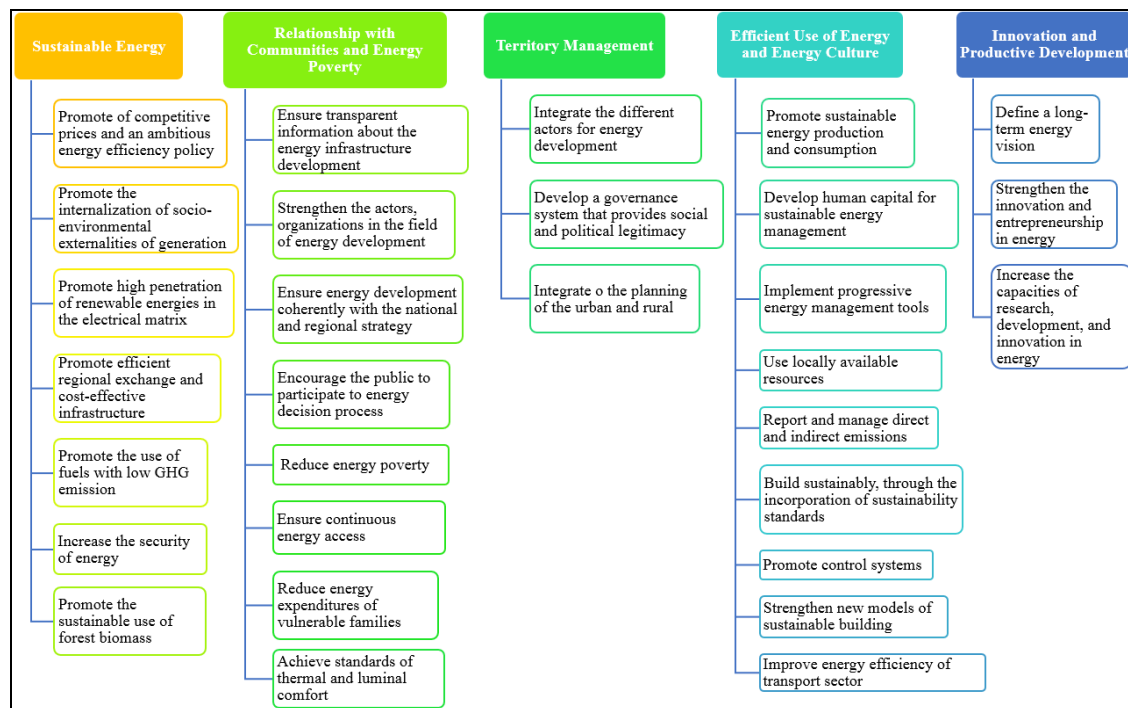 Sustainable Energy
Promote of competitive
prices and an ambitious
energy efficiency policy
Promote the
internalization of socio-
environmental
externalities of generation
Promote high penetration
of renewable energies in
the electrical matrix
Promote efficient
regional exchange and
cost-effective
infrastructure
Promote the use of
fuels with low GHG
emission
Increase the security
of energy
Promote the
sustainable use of
forest biomass
Relationship with
Communities and Energy
Poverty
Ensure transparent
information about the
energy infrastructure
development
Strengthen the actors,
organizations in the field
of energy development
Ensure energy development
coherently with the national
and regional strategy
Encourage the public to
participate to energy
decision process
Reduce energy poverty
Ensure continuous
energy access
Reduce energy
expenditures of
vulnerable families
Achieve standards of
thermal and luminal
comfort
Territory Management
Integrate the different
actors for energy
development
Develop a governance
system that provides social
and political legitimacy
Integrate o the planning
of the urban and rural
Efficient Use of Energy
and Energy Culture
Promote sustainable
energy production
and consumption
Develop human capital for
sustainable energy
management
Implement progressive
energy management tools
Use locally available
resources
Report and manage direct
and indirect emissions
Build sustainably, through the
incorporation of sustainability
standards
Promote control systems
Strengthen new models of
sustainable building
Improve energy efficiency of
transport sector
Innovation and
Productive Development
Define a long-
term energy
vision
Strengthen the
innovation and
entrepreneurship
in energy
Increase the
capacities of
research,
development, and
innovation in
energy